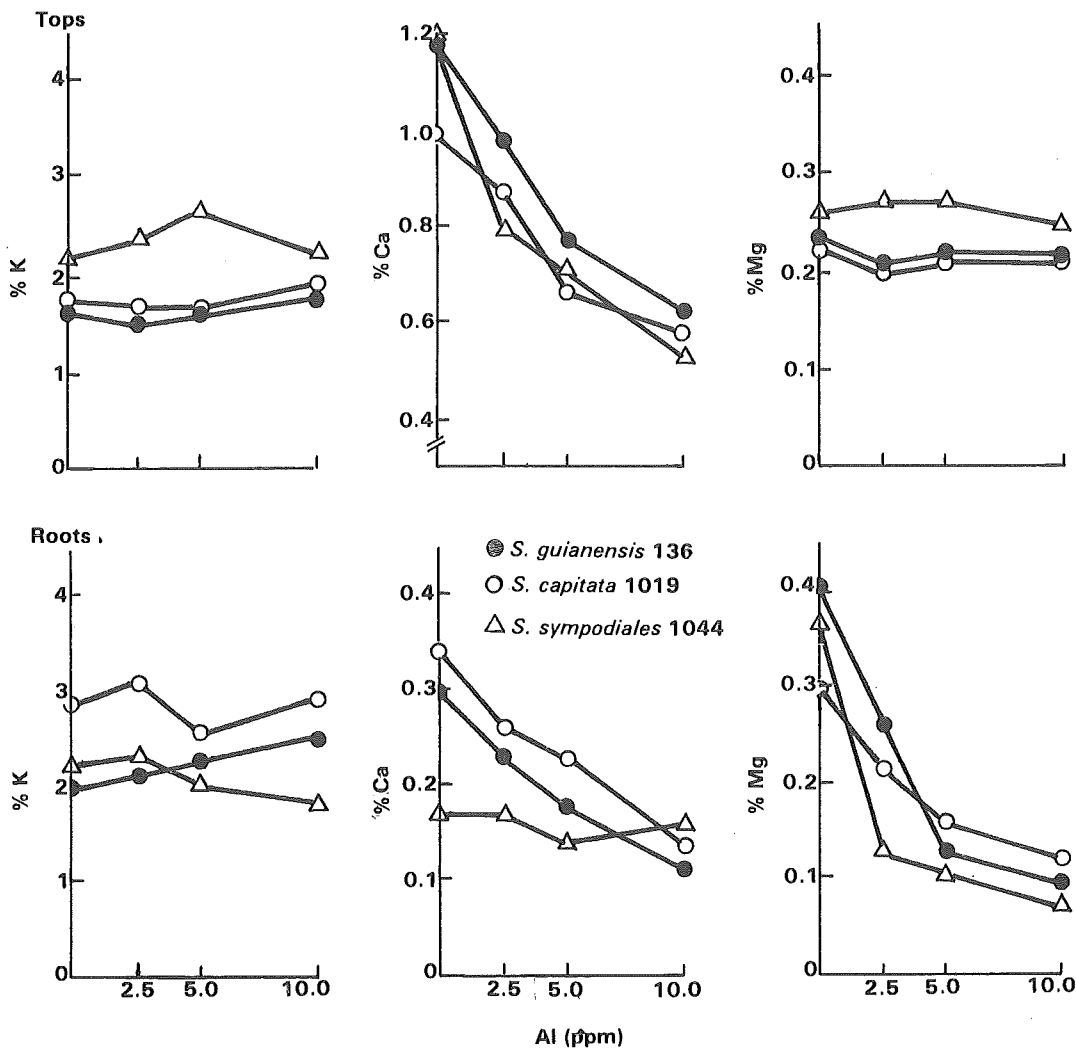 Tops
4
3
2
1
0
% K
1.2
1.0
0.8
0.6
0.4
% Ca
0.4
0.3
0.2
0.1
0
% Mg
Roots
4
3
2
1
0
% K
2.5 5.0 10.0
S. guianensis 136
S. capitata 1019
S. sympodiales 1044
0.4
0.3
0.2
0.1
0
% Ca
2.5 5.0 10.0
0.4
0.3
0.2
0.1
0
% Mg
2.5 5.0 10.0
Al (ppm)